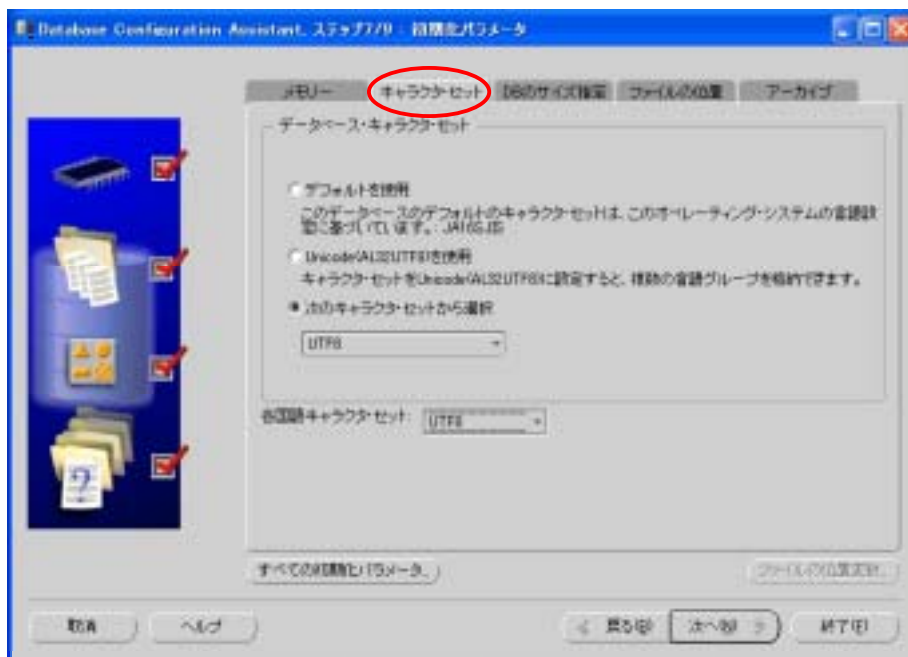 Database Configuration Assistant, ステップ7/9 : 初期化パラメータ
メモリー キャラクタ・セット DBのサイズ指定 ファイルの位置 アーカイブ
データベース・キャラクタ・セット
デフォルトを使用
このデータベースのデフォルトのキャラクタ・セットは、このオペレーティング・システムの言語設
定に基づいています。: JA16SJIS
Unicode(AL32UTF8)を使用
キャラクタ・セットをUnicode(AL32UTF8)に設定すると、複数の言語グループを格納できます。
次のキャラクタ・セットから選択
UTF8
各国語キャラクタ・セット: UTF8
すべての初期化パラメータ... ファイルの位置変数...
取消 ヘルプ 戻る(B) 次へ(N) 終了(F)